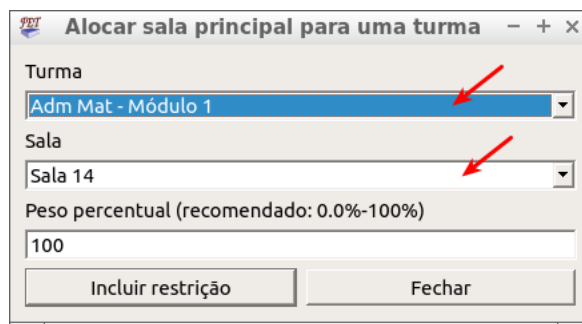 FET Alocar sala principal para uma turma
Turma
Adm Mat - Módulo 1
Sala
Sala 14
Peso percentual (recomendado: 0.0%-100%)
100
Incluir restrição Fechar